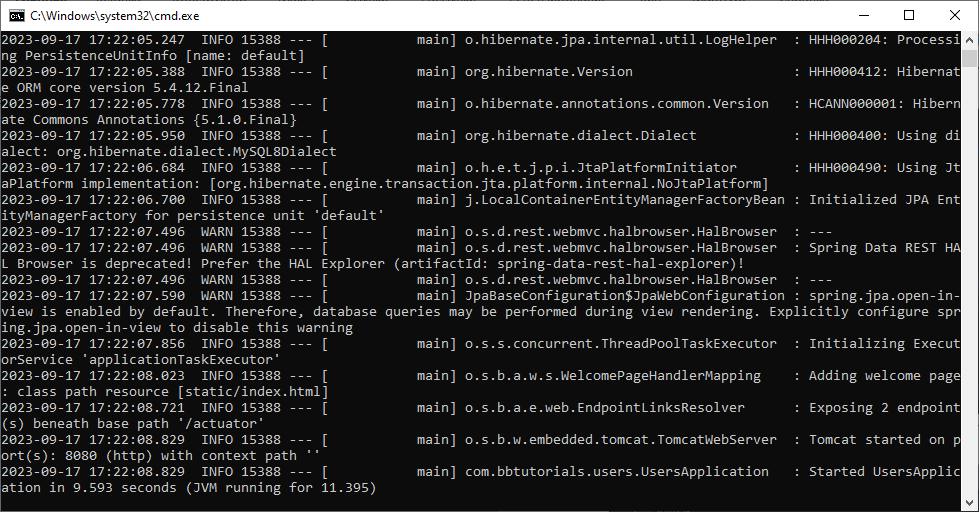 C:\Windows\system32\cmd.exe
2023-09-17 17:22:05.247  INFO 15388 --- [           main] o.hibernate.jpa.internal.util.LogHelper  : HHH000204: Processi
ng PersistenceUnitInfo [name: default]
2023-09-17 17:22:05.388  INFO 15388 --- [           main] org.hibernate.Version                    : HHH000412: Hibernat
e ORM core version 5.4.12.Final
2023-09-17 17:22:05.778  INFO 15388 --- [           main] o.hibernate.annotations.common.Version   : HCANN000001: Hibern
ate Commons Annotations {5.1.0.Final}
2023-09-17 17:22:05.950  INFO 15388 --- [           main] org.hibernate.dialect.Dialect            : HHH000400: Using di
alect: org.hibernate.dialect.MySQL8Dialect
2023-09-17 17:22:06.684  INFO 15388 --- [           main] o.h.e.t.j.p.i.JtaPlatformInitiator       : HHH000490: Using Jt
aPlatform implementation: [org.hibernate.engine.transaction.jta.platform.internal.NoJtaPlatform]
2023-09-17 17:22:06.700  INFO 15388 --- [           main] j.LocalContainerEntityManagerFactoryBean : Initialized JPA Ent
ityManagerFactory for persistence unit 'default'
2023-09-17 17:22:07.496  WARN 15388 --- [           main] o.s.d.rest.webmvc.halbrowser.HalBrowser  : ---
2023-09-17 17:22:07.496  WARN 15388 --- [           main] o.s.d.rest.webmvc.halbrowser.HalBrowser  : Spring Data REST HA
L Browser is deprecated! Prefer the HAL Explorer (artifactId: spring-data-rest-hal-explorer)!
2023-09-17 17:22:07.496  WARN 15388 --- [           main] o.s.d.rest.webmvc.halbrowser.HalBrowser  : ---
2023-09-17 17:22:07.590  WARN 15388 --- [           main] JpaBaseConfiguration$JpaWebConfiguration : spring.jpa.open-in-
view is enabled by default. Therefore, database queries may be performed during view rendering. Explicitly configure spr
ing.jpa.open-in-view to disable this warning
2023-09-17 17:22:07.856  INFO 15388 --- [           main] o.s.s.concurrent.ThreadPoolTaskExecutor  : Initializing Execut
orService 'applicationTaskExecutor'
2023-09-17 17:22:08.023  INFO 15388 --- [           main] o.s.b.a.w.s.WelcomePageHandlerMapping    : Adding welcome page
: class path resource [static/index.html]
2023-09-17 17:22:08.721  INFO 15388 --- [           main] o.s.b.a.e.web.EndpointLinksResolver      : Exposing 2 endpoint
(s) beneath base path '/actuator'
2023-09-17 17:22:08.829  INFO 15388 --- [           main] o.s.b.w.embedded.tomcat.TomcatWebServer  : Tomcat started on p
ort(s): 8080 (http) with context path ''
2023-09-17 17:22:08.829  INFO 15388 --- [           main] com.bbtutorials.users.UsersApplication   : Started UsersApplic
ation in 9.593 seconds (JVM running for 11.395)